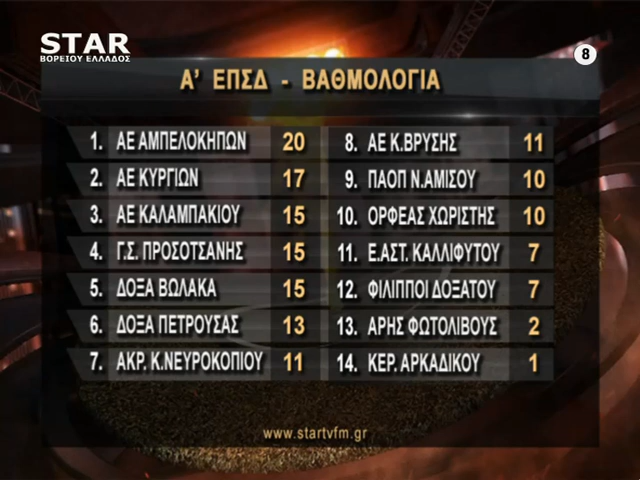 STAR
ΒΟΡΕΙΟΥ ΕΛΛΑΔΟΣ
8
Α' ΕΠΣΔ - ΒΑΘΜΟΛΟΓΙΑ
1. ΑΕ ΑΜΠΕΛΟΚΗΠΩΝ 20
2. ΑΕ ΚΥΡΓΙΩΝ 17
3. ΑΕ ΚΑΛΑΜΠΑΚΙΟΥ 15
4. Γ.Σ. ΠΡΟΣΟΤΣΑΝΗΣ 15
5. ΔΟΞΑ ΒΩΛΑΚΑ 15
6. ΔΟΞΑ ΠΕΤΡΟΥΣΑΣ 13
7. ΑΚΡ. Κ.ΝΕΥΡΟΚΟΠΙΟΥ 11
8. ΑΕ Κ.ΒΡΥΣΗΣ 11
9. ΠΑΟΠ Ν.ΑΜΙΣΟΥ 10
10. ΟΡΦΕΑΣ ΧΩΡΙΣΤΗΣ 10
11. Ε.ΑΣΤ. ΚΑΛΛΙΦΥΤΟΥ 7
12. ΦΙΛΙΠΠΟΙ ΔΟΞΑΤΟΥ 7
13. ΑΡΗΣ ΦΩΤΟΛΙΒΟΥΣ 2
14. ΚΕΡ. ΑΡΚΑΔΙΚΟΥ 1
www.startvfm.gr